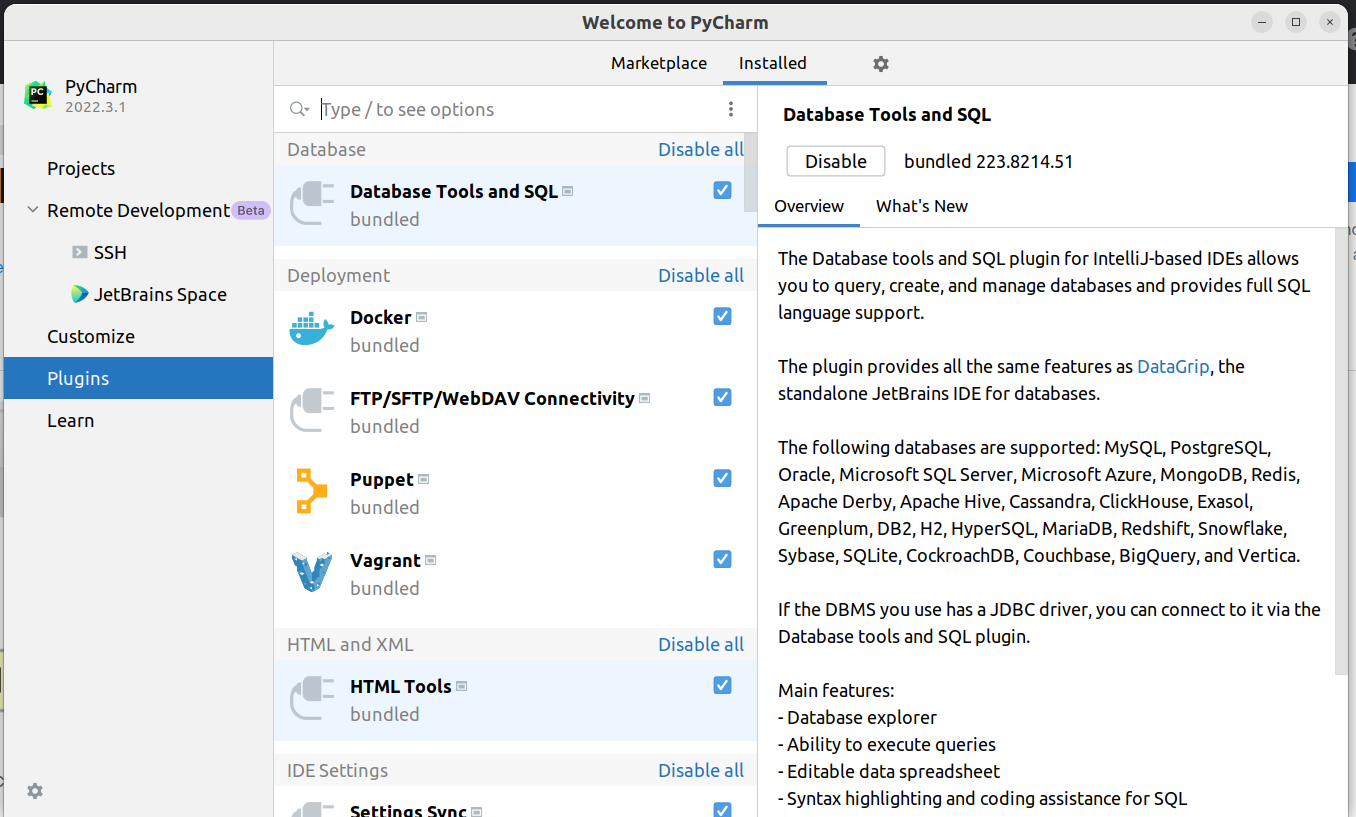 Welcome to PyCharm
PyCharm
2022.3.1
Projects
Remote Development Beta
SSH
JetBrains Space
Customize
Plugins
Learn
Marketplace
Installed
Type / to see options
Database Disable all
Database Tools and SQL
bundled
Deployment Disable all
Docker
bundled
FTP/SFTP/WebDAV Connectivity
bundled
Puppet
bundled
Vagrant
bundled
HTML and XML Disable all
HTML Tools
bundled
IDE Settings Disable all
Settings Sync
Database Tools and SQL
Disable bundled 223.8214.51
Overview What's New
The Database tools and SQL plugin for IntelliJ-based IDEs allows
you to query, create, and manage databases and provides full SQL
language support.
The plugin provides all the same features as DataGrip, the
standalone JetBrains IDE for databases.
The following databases are supported: MySQL, PostgreSQL,
Oracle, Microsoft SQL Server, Microsoft Azure, MongoDB, Redis,
Apache Derby, Apache Hive, Cassandra, ClickHouse, Exasol,
Greenplum, DB2, H2, HyperSQL, MariaDB, Redshift, Snowflake,
Sybase, SQLite, CockroachDB, Couchbase, BigQuery, and Vertica.
If the DBMS you use has a JDBC driver, you can connect to it via the
Database tools and SQL plugin.
Main features:
- Database explorer
- Ability to execute queries
- Editable data spreadsheet
- Syntax highlighting and coding assistance for SQL